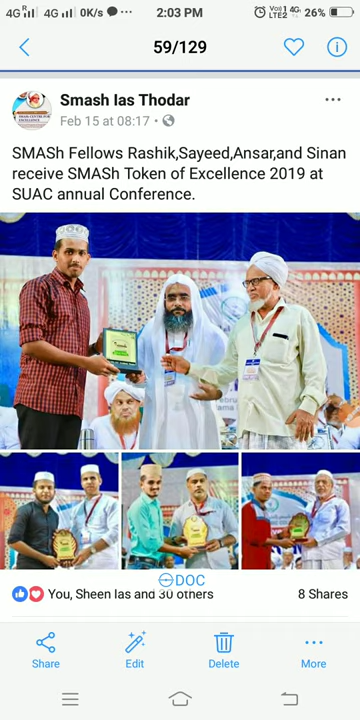 4G R 4G 0K/s 2:03 PM VoLTE 1 LTE2 4G 26%
59/129
Smash Ias Thodar
Feb 15 at 08:17
SMASh Fellows Rashik,Sayeed,Ansar,and Sinan
receive SMASh Token of Excellence 2019 at
SUAC annual Conference.
DOC
You, Sheen Ias and 30 others 8 Shares
Share Edit Delete More